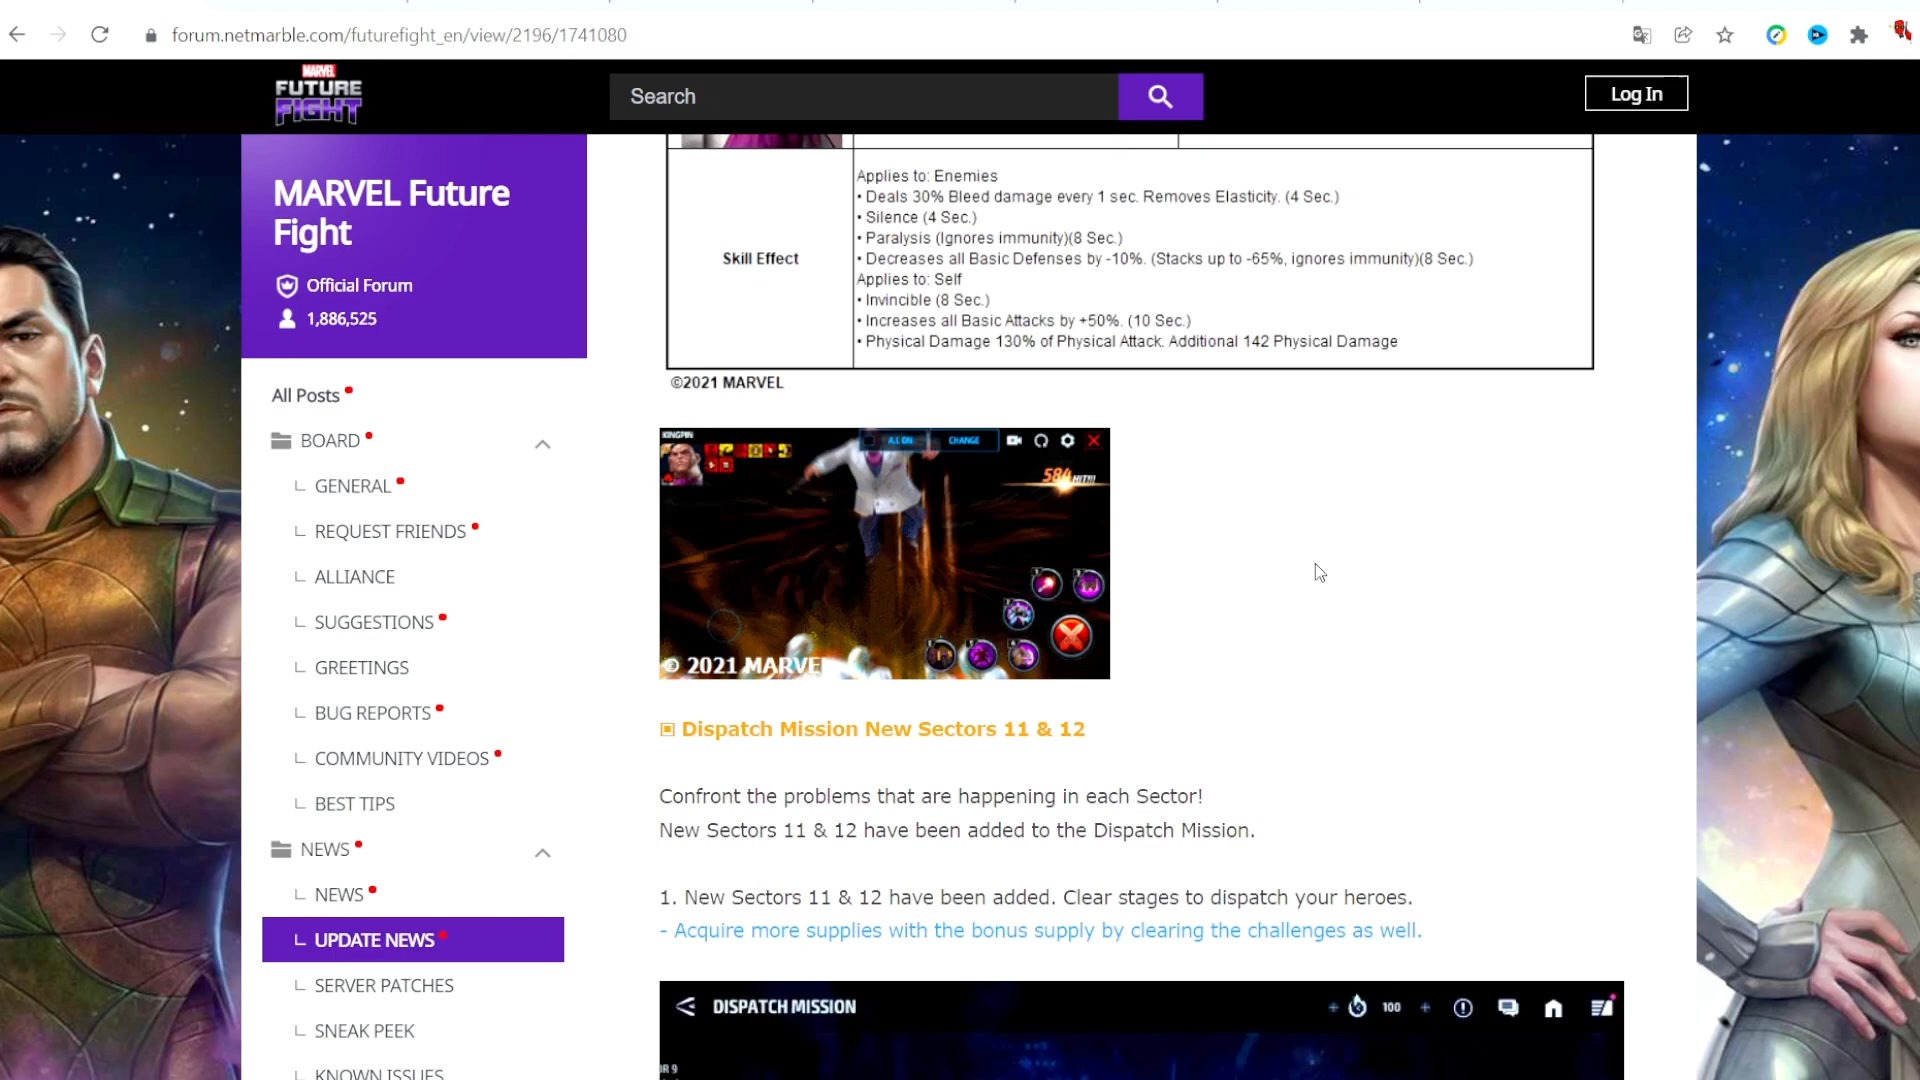 forum.netmarble.com/futurefight_en/view/2196/1741080
MARVEL
FUTURE
FIGHT
Search
Log In
MARVEL Future
Fight
Official Forum
1,886,525
All Posts
BOARD
GENERAL
REQUEST FRIENDS
ALLIANCE
SUGGESTIONS
GREETINGS
BUG REPORTS
COMMUNITY VIDEOS
BEST TIPS
NEWS
NEWS
UPDATE NEWS
SERVER PATCHES
SNEAK PEEK
KNOWN ISSUES
Skill Effect
Applies to: Enemies
• Deals 30% Bleed damage every 1 sec. Removes Elasticity. (4 Sec.)
• Silence (4 Sec.)
• Paralysis (Ignores immunity)(8 Sec.)
• Decreases all Basic Defenses by -10%. (Stacks up to -65%, ignores immunity)(8 Sec.)
Applies to: Self
• Invincible (8 Sec.)
• Increases all Basic Attacks by +50%. (10 Sec.)
• Physical Damage 130% of Physical Attack. Additional 142 Physical Damage
©2021 MARVEL
KINGPIN
A.I. ON
CHANGE
584 HIT!!!
© 2021 MARVEL
▣ Dispatch Mission New Sectors 11 & 12
Confront the problems that are happening in each Sector!
New Sectors 11 & 12 have been added to the Dispatch Mission.
1. New Sectors 11 & 12 have been added. Clear stages to dispatch your heroes.
- Acquire more supplies with the bonus supply by clearing the challenges as well.
DISPATCH MISSION
100